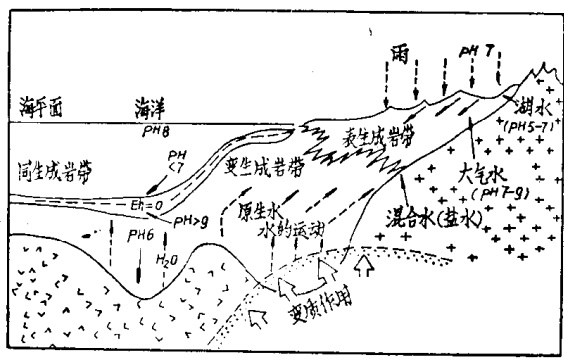 雨
pH 7
海平面
海洋
pH8
湖水
(pH5-7)
表生成岩带
pH
<7
同生成岩带
变生成岩带
大气水
(pH7-9)
Eh=0
pH>9
原生水
水的运动
混合水(盐水)
pH6
H₂O
变质作用